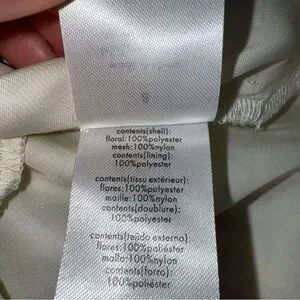 8
contents(shell):
floral:100%polyester
mesh:100%nylon
contents(lining):
100%polyester
contents(tissu extérieur):
flores:100%polyester
maille:100%nylon
contents(doublure):
100%polyester
contents(tejido externo):
flores:100%poliéster
malla:100%nylon
contents(forro):
100%poliéster